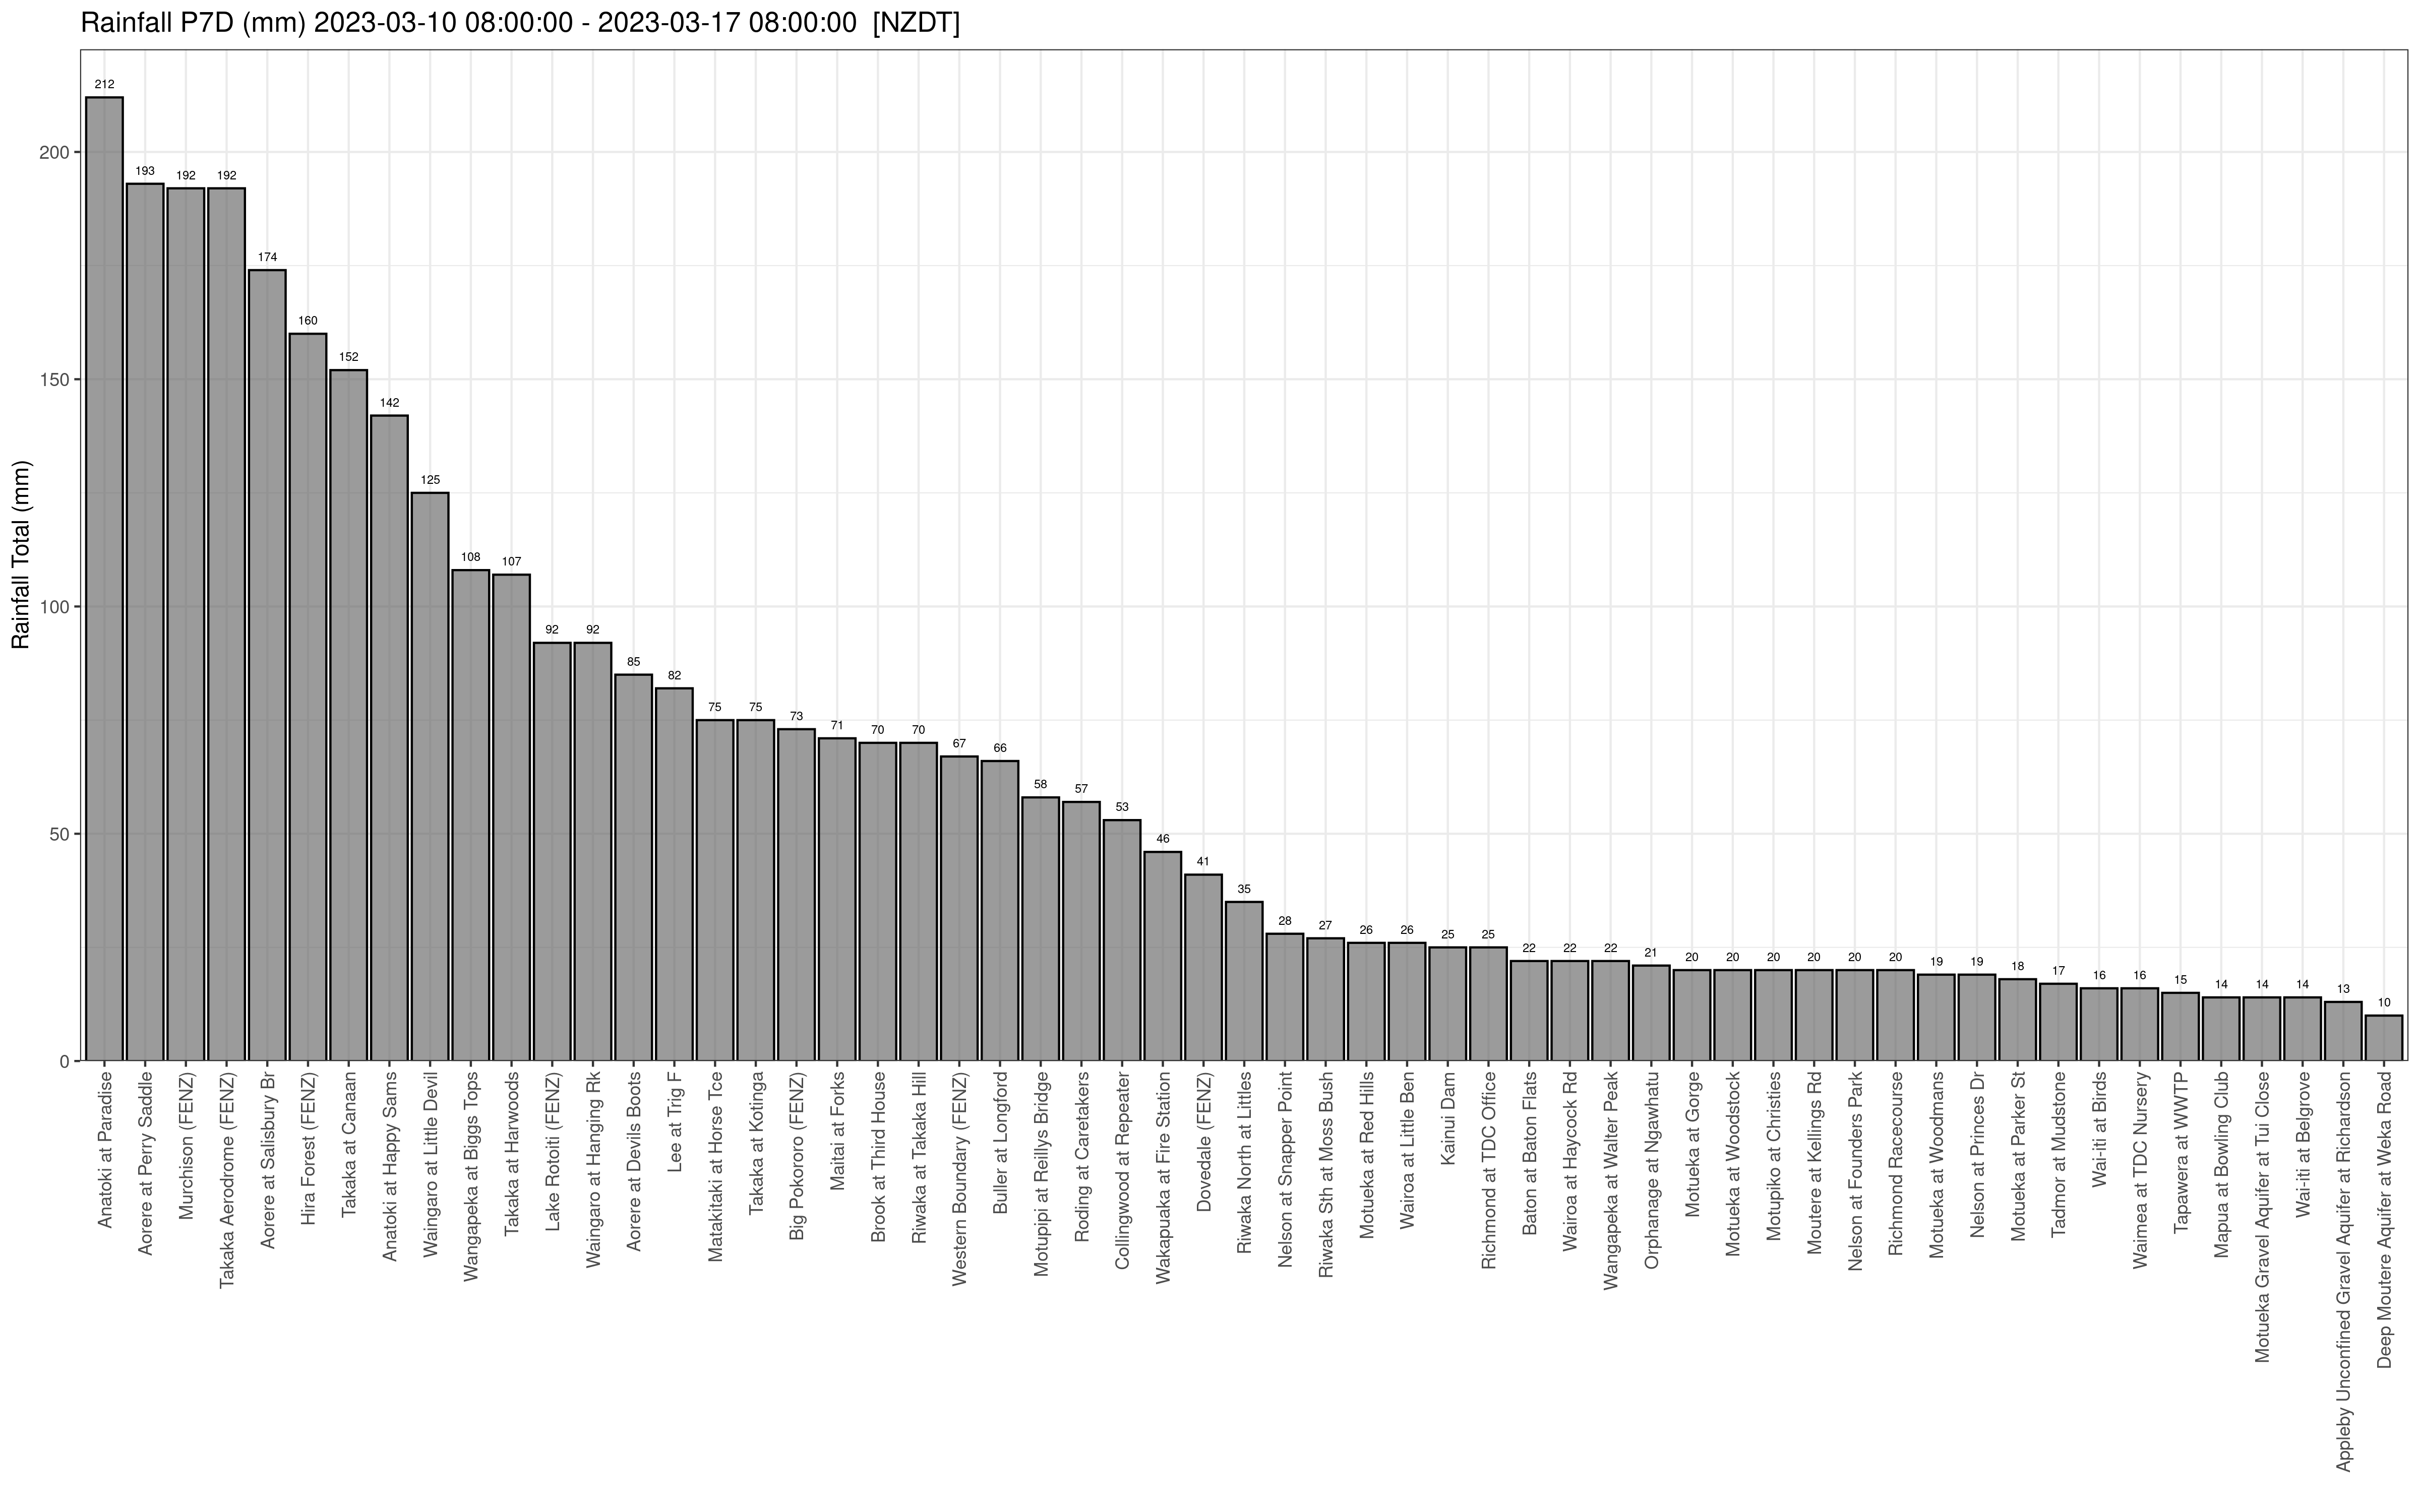 Rainfall P7D (mm) 2023-03-10 08:00:00 - 2023-03-17 08:00:00  [NZDT]
Rainfall Total (mm)
200
150
100
50
0
212
193
192
192
174
160
152
142
125
108
107
92
92
85
82
75
75
73
71
70
70
67
66
58
57
53
46
41
35
28
27
26
26
25
25
22
22
22
21
20
20
20
20
20
20
19
19
18
17
16
16
15
14
14
14
13
10
Anatoki at Paradise
Aorere at Perry Saddle
Murchison (FENZ)
Takaka Aerodrome (FENZ)
Aorere at Salisbury Br
Hira Forest (FENZ)
Takaka at Canaan
Anatoki at Happy Sams
Waingaro at Little Devil
Wangapeka at Biggs Tops
Takaka at Harwoods
Lake Rotoiti (FENZ)
Waingaro at Hanging Rk
Aorere at Devils Boots
Lee at Trig F
Matakitaki at Horse Tce
Takaka at Kotinga
Big Pokororo (FENZ)
Maitai at Forks
Brook at Third House
Riwaka at Takaka Hill
Western Boundary (FENZ)
Buller at Longford
Motupipi at Reillys Bridge
Roding at Caretakers
Collingwood at Repeater
Wakapuaka at Fire Station
Dovedale (FENZ)
Riwaka North at Littles
Nelson at Snapper Point
Riwaka Sth at Moss Bush
Motueka at Red Hills
Wairoa at Little Ben
Kainui Dam
Richmond at TDC Office
Baton at Baton Flats
Wairoa at Haycock Rd
Wangapeka at Walter Peak
Orphanage at Ngawhatu
Motueka at Gorge
Motueka at Woodstock
Motupiko at Christies
Moutere at Kellings Rd
Nelson at Founders Park
Richmond Racecourse
Motueka at Woodmans
Nelson at Princes Dr
Motueka at Parker St
Tadmor at Mudstone
Wai-iti at Birds
Waimea at TDC Nursery
Tapawera at WWTP
Mapua at Bowling Club
Motueka Gravel Aquifer at Tui Close
Wai-iti at Belgrove
Appleby Unconfined Gravel Aquifer at Richardson
Deep Moutere Aquifer at Weka Road